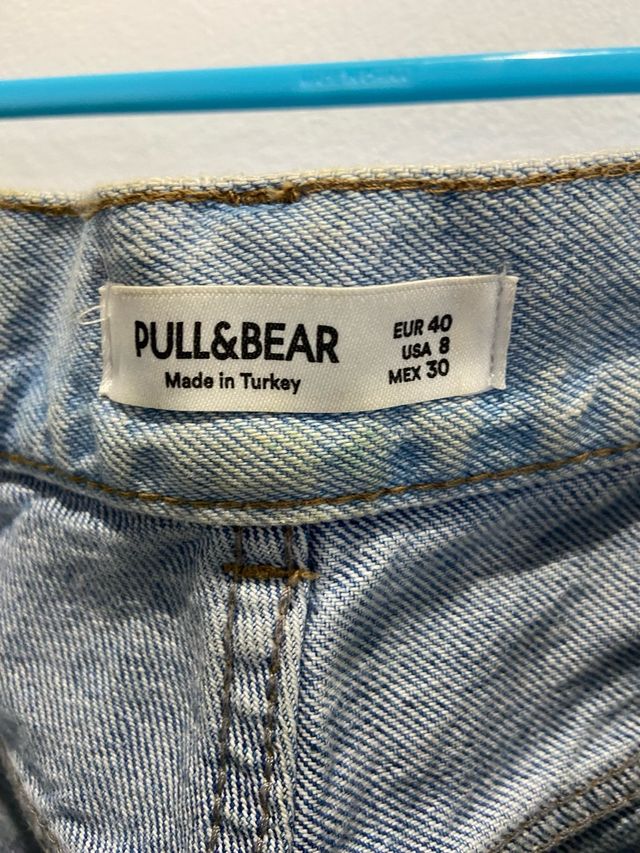 PULL&BEAR
Made in Turkey
EUR 40
USA 8
MEX 30